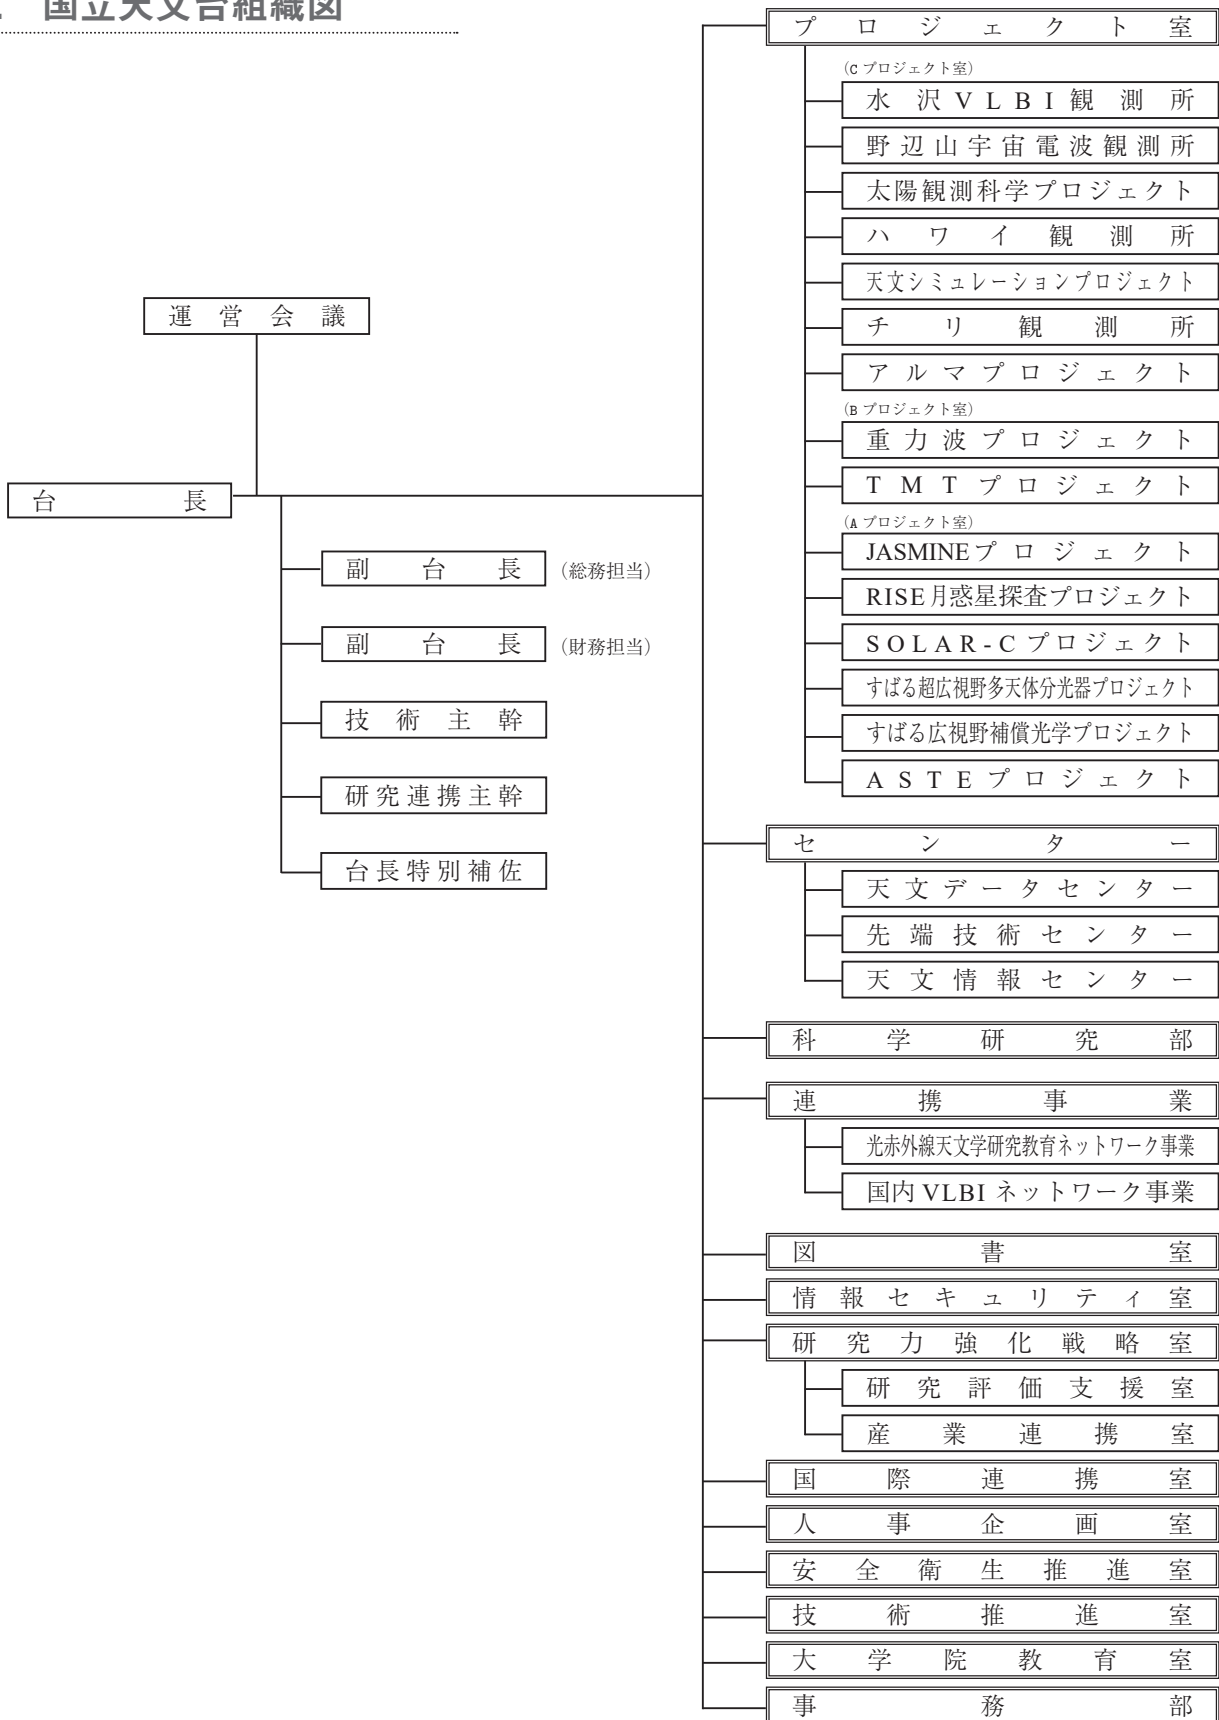 国立天文台組織図
運営会議
台長
副台長 (総務担当)
副台長 (財務担当)
技術主幹
研究連携主幹
台長特別補佐
プロジェクト室
(C プロジェクト室)
水沢VLBI観測所
野辺山宇宙電波観測所
太陽観測科学プロジェクト
ハワイ観測所
天文シミュレーションプロジェクト
チリ観測所
アルマプロジェクト
(B プロジェクト室)
重力波プロジェクト
TMTプロジェクト
(A プロジェクト室)
JASMINEプロジェクト
RISE月惑星探査プロジェクト
SOLAR-Cプロジェクト
すばる超広視野多天体分光器プロジェクト
すばる広視野補償光学プロジェクト
ASTEプロジェクト
センター
天文データセンター
先端技術センター
天文情報センター
科学研究部
連携事業
光赤外線天文学研究教育ネットワーク事業
国内VLBIネットワーク事業
図書室
情報セキュリティ室
研究力強化戦略室
研究評価支援室
産業連携室
国際連携室
人事企画室
安全衛生推進室
技術推進室
大学院教育室
事務部